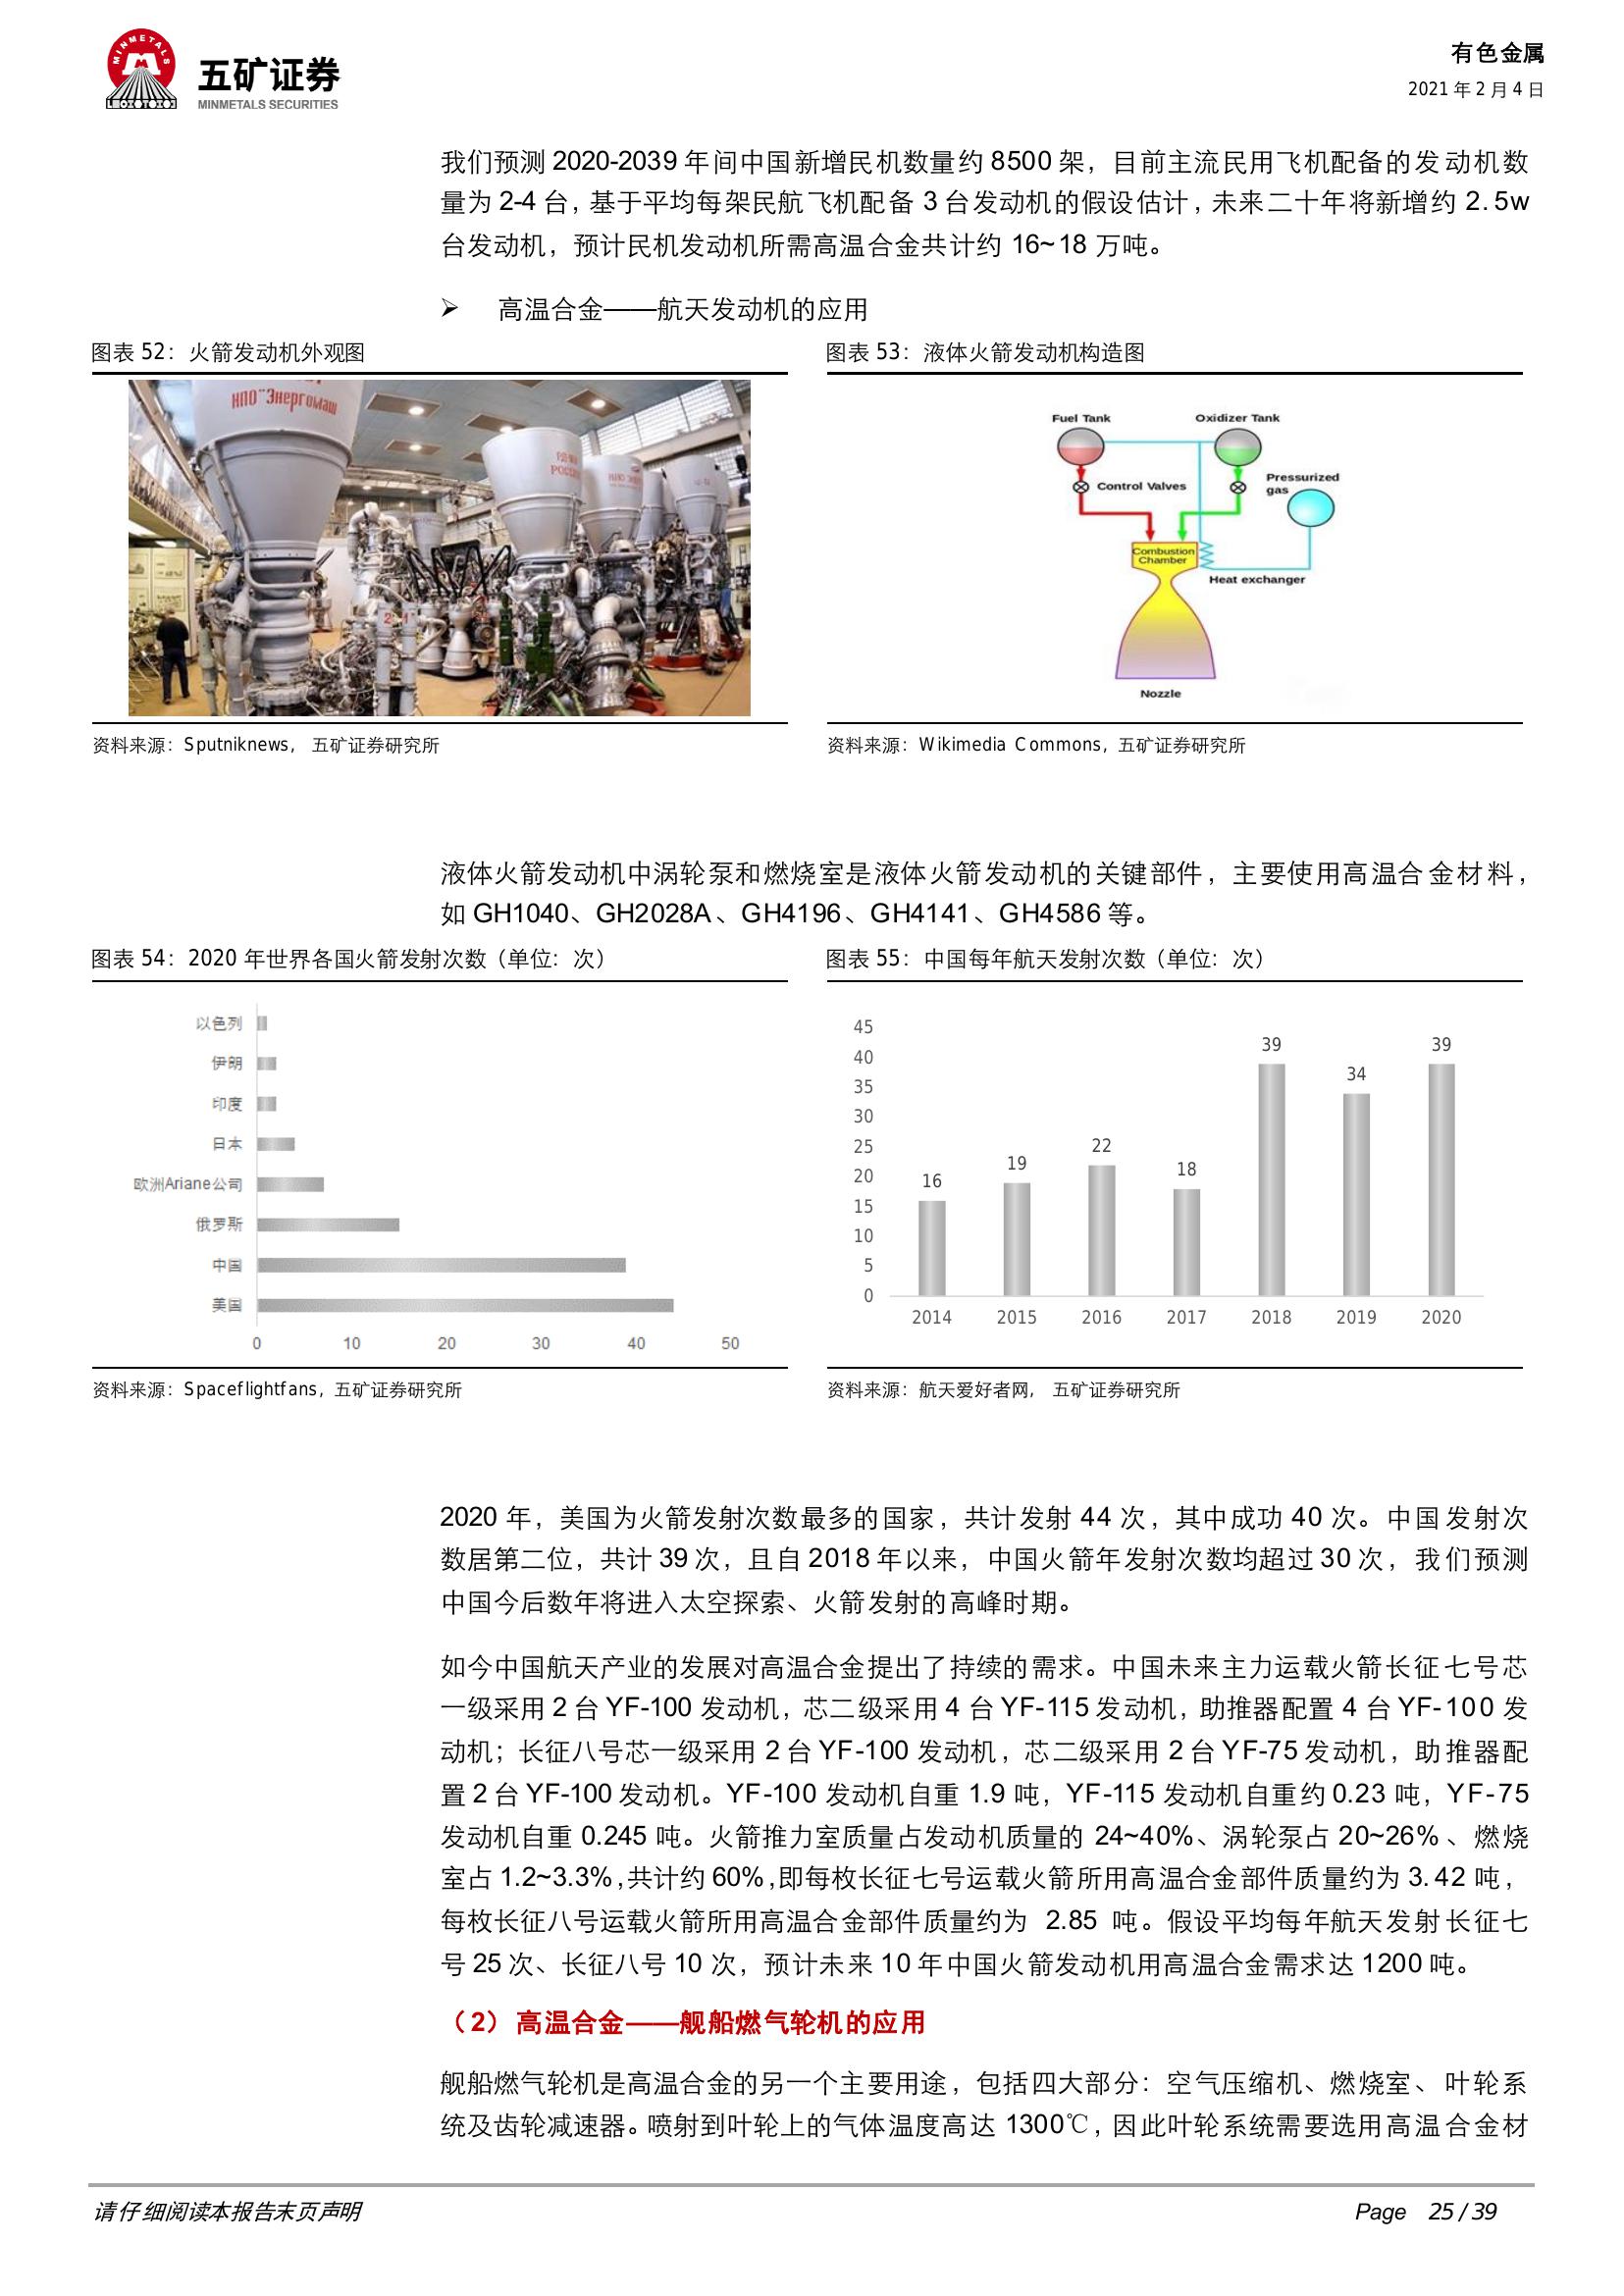 MINMETALS
五矿证券
MINMETALS SECURITIES
有色金属
2021 年 2 月 4 日
我们预测 2020-2039 年间中国新增民机数量约 8500 架，目前主流民用飞机配备的发动机数
量为 2-4 台，基于平均每架民航飞机配备 3 台发动机的假设估计，未来二十年将新增约 2.5w
台发动机，预计民机发动机所需高温合金共计约 16~18 万吨。
➢ 高温合金——航天发动机的应用
图表 52：火箭发动机外观图
НПО "Энергомаш
2 1
资料来源：Sputniknews， 五矿证券研究所
图表 53：液体火箭发动机构造图
Fuel Tank
Oxidizer Tank
Control Valves
Pressurized
gas
Combustion
Chamber
Heat exchanger
Nozzle
资料来源：Wikimedia Commons，五矿证券研究所
液体火箭发动机中涡轮泵和燃烧室是液体火箭发动机的关键部件，主要使用高温合金材料，
如 GH1040、GH2028A、GH4196、GH4141、GH4586 等。
图表 54：2020 年世界各国火箭发射次数（单位：次）
以色列
伊朗
印度
日本
欧洲Ariane公司
俄罗斯
中国
美国
0 10 20 30 40 50
资料来源：Spaceflightfans，五矿证券研究所
图表 55：中国每年航天发射次数（单位：次）
45
40
35
30
25
20
15
10
5
0
16 19 22 18 39 34 39
2014 2015 2016 2017 2018 2019 2020
资料来源：航天爱好者网， 五矿证券研究所
2020 年，美国为火箭发射次数最多的国家，共计发射 44 次，其中成功 40 次。中国发射次
数居第二位，共计 39 次，且自 2018 年以来，中国火箭年发射次数均超过 30 次，我们预测
中国今后数年将进入太空探索、火箭发射的高峰时期。
如今中国航天产业的发展对高温合金提出了持续的需求。中国未来主力运载火箭长征七号芯
一级采用 2 台 YF-100 发动机，芯二级采用 4 台 YF-115 发动机，助推器配置 4 台 YF-100 发
动机；长征八号芯一级采用 2 台 YF-100 发动机，芯二级采用 2 台 YF-75 发动机，助推器配
置 2 台 YF-100 发动机。YF-100 发动机自重 1.9 吨，YF-115 发动机自重约 0.23 吨，YF-75
发动机自重 0.245 吨。火箭推力室质量占发动机质量的 24~40%、涡轮泵占 20~26%、燃烧
室占 1.2~3.3%,共计约 60%,即每枚长征七号运载火箭所用高温合金部件质量约为 3.42 吨，
每枚长征八号运载火箭所用高温合金部件质量约为 2.85 吨。假设平均每年航天发射长征七
号 25 次、长征八号 10 次，预计未来 10 年中国火箭发动机用高温合金需求达 1200 吨。
（2）高温合金——舰船燃气轮机的应用
舰船燃气轮机是高温合金的另一个主要用途，包括四大部分：空气压缩机、燃烧室、叶轮系
统及齿轮减速器。喷射到叶轮上的气体温度高达 1300℃，因此叶轮系统需要选用高温合金材
请仔细阅读本报告末页声明
Page 25 / 39